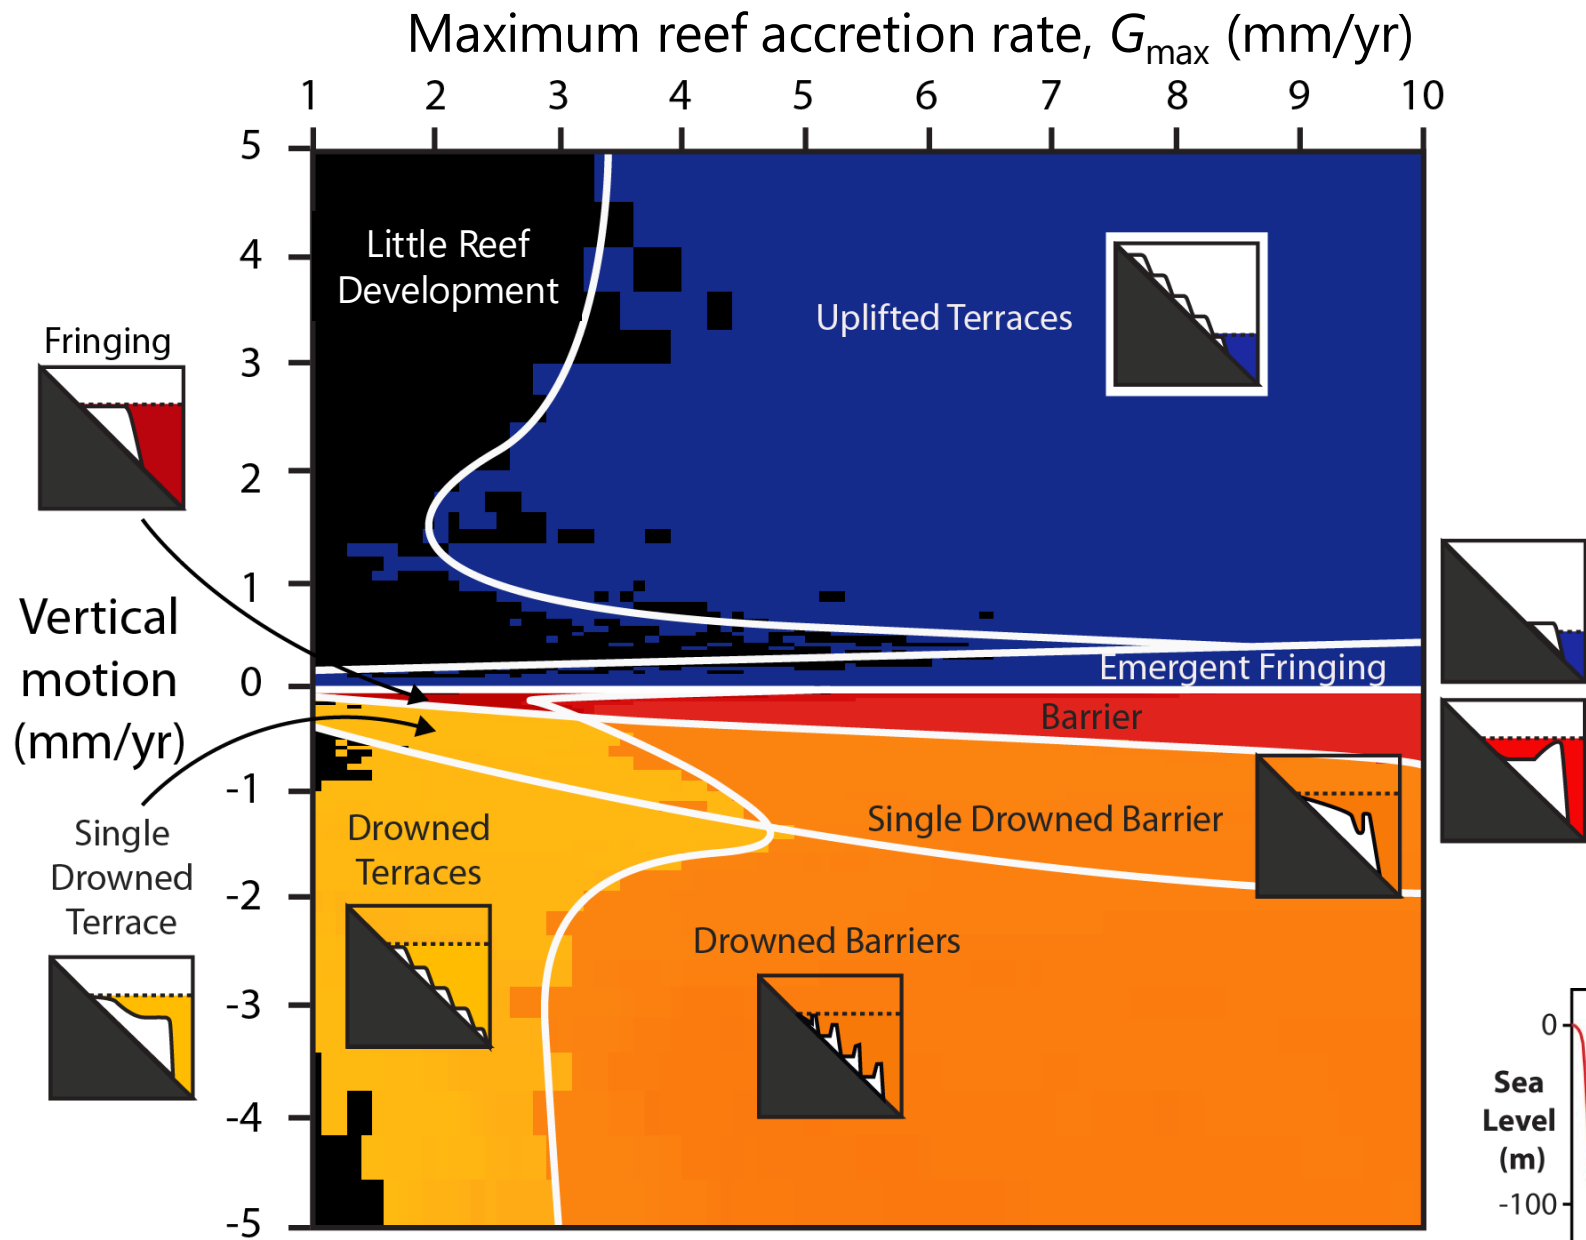 Maximum reef accretion rate, Gmax (mm/yr)
1 2 3 4 5 6 7 8 9 10
5
4
3
2
1
0
-1
-2
-3
-4
-5
Vertical
motion
(mm/yr)
Little Reef
Development
Uplifted Terraces
Fringing
Emergent Fringing
Barrier
Single Drowned Barrier
Drowned
Terraces
Single
Drowned
Terrace
Drowned Barriers
0
Sea
Level
(m)
-100